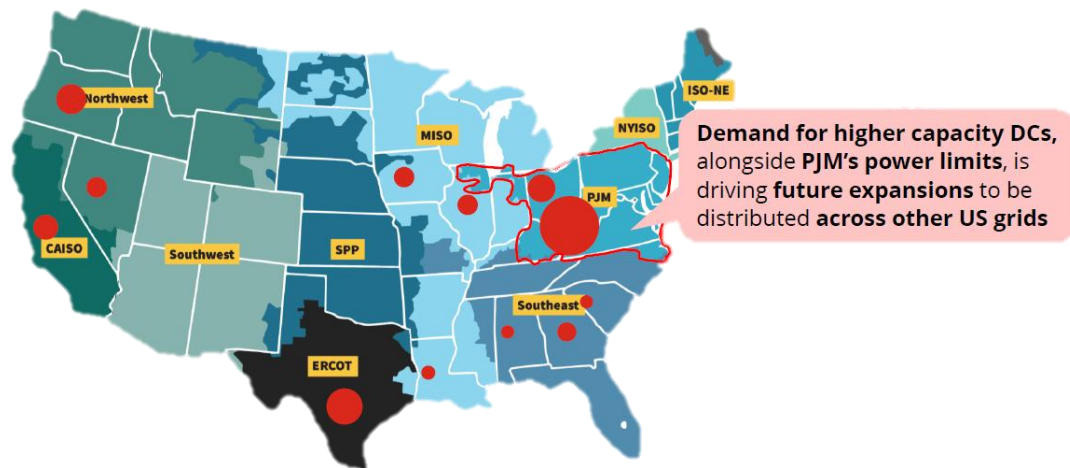 ISO-NE
Northwest
MISO
NYISO
Demand for higher capacity DCs,
alongside PJM's power limits, is
driving future expansions to be
distributed across other US grids
PJM
CAISO
Southwest
SPP
Southeast
ERCOT